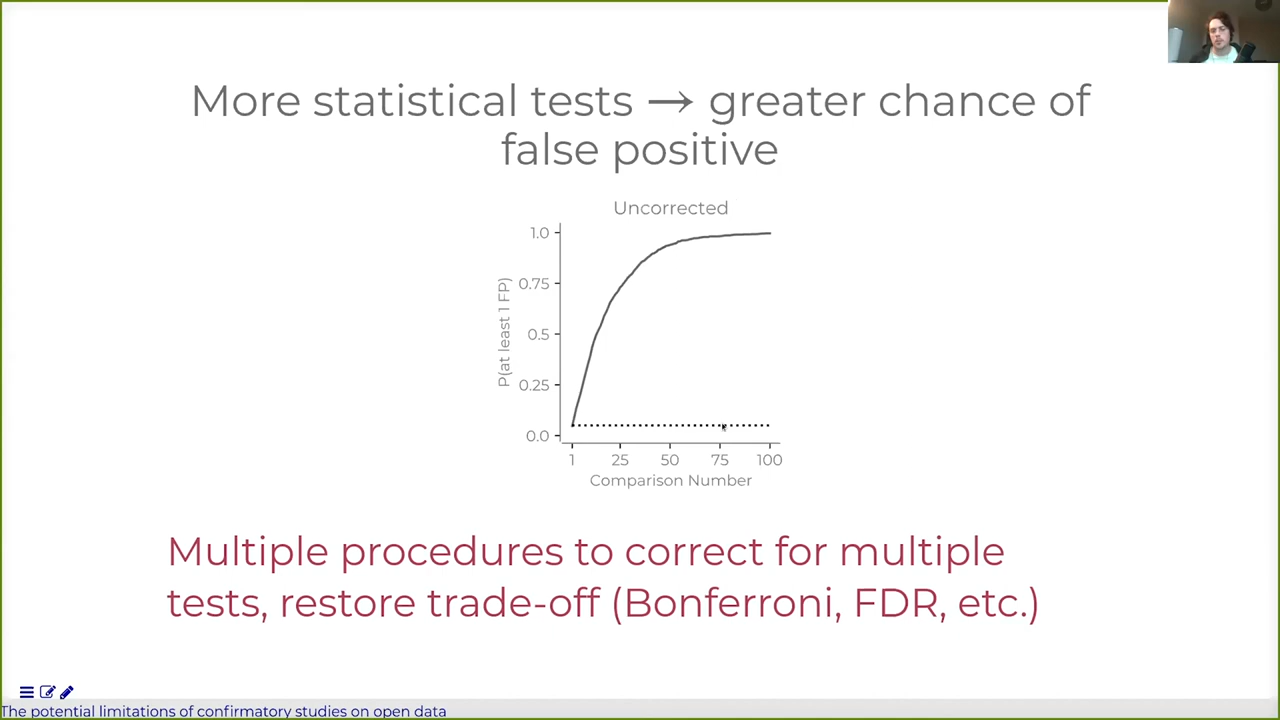 More statistical tests → greater chance of
false positive
Uncorrected
P(at least 1 FP)
1.0
0.75
0.5
0.25
0.0
1 25 50 75 100
Comparison Number
Multiple procedures to correct for multiple
tests, restore trade-off (Bonferroni, FDR, etc.)
The potential limitations of confirmatory studies on open data